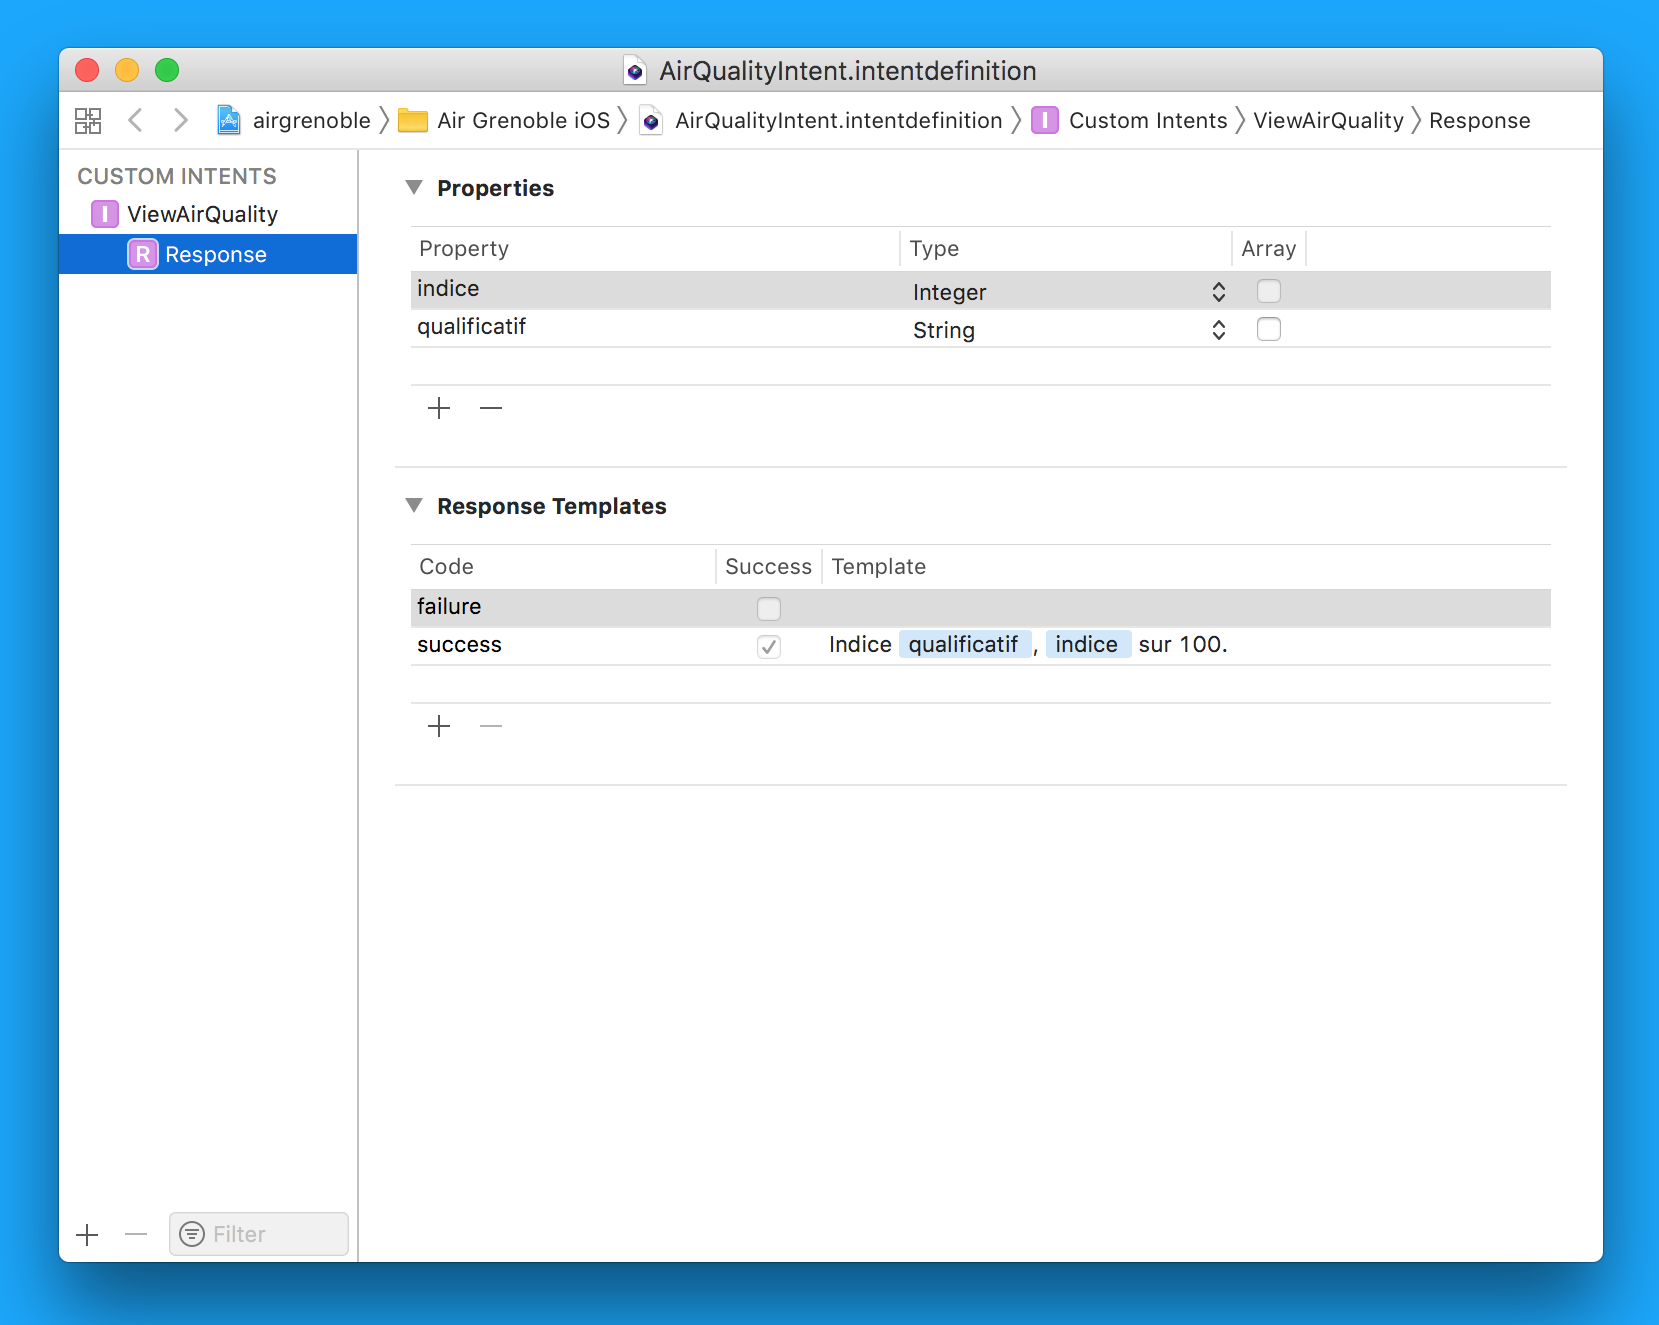 AirQualityIntent.intentdefinition
airgrenoble Air Grenoble iOS AirQualityIntent.intentdefinition I Custom Intents ViewAirQuality Response
CUSTOM INTENTS
I ViewAirQuality
R Response
Properties
Property Type Array
indice Integer
qualificatif String
Response Templates
Code Success Template
failure
success Indice qualificatif , indice sur 100.
Filter